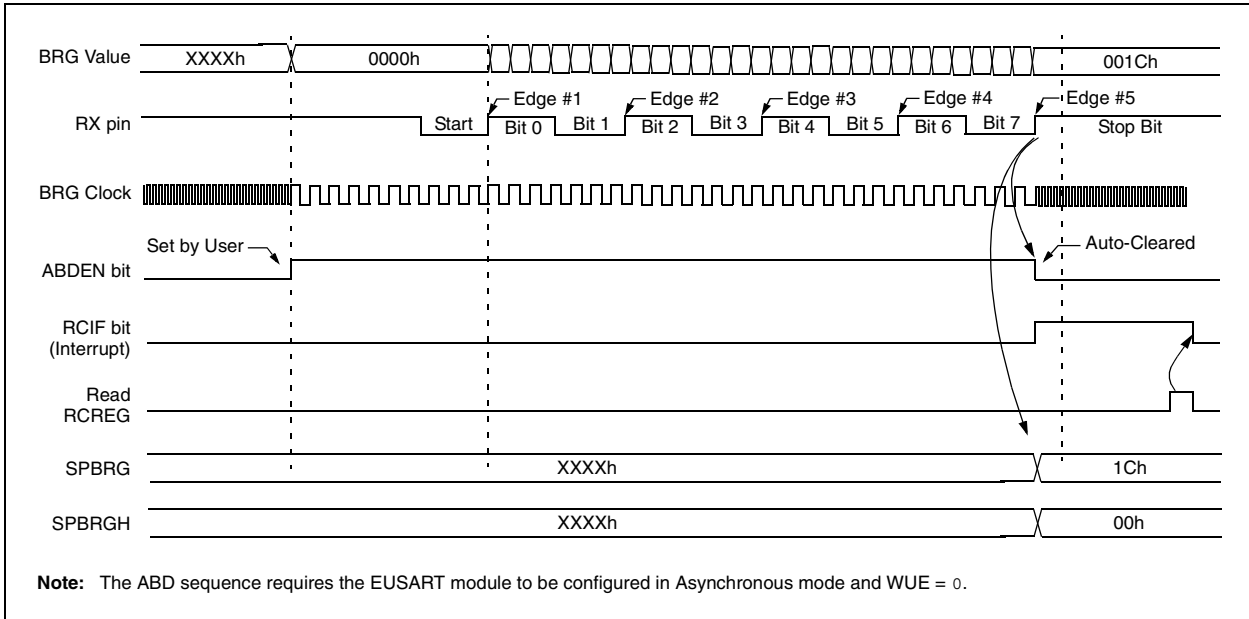 BRG Value XXXXh 0000h 001Ch
Edge #1 Edge #2 Edge #3 Edge #4 Edge #5
RX pin Start Bit 0 Bit 1 Bit 2 Bit 3 Bit 4 Bit 5 Bit 6 Bit 7 Stop Bit
BRG Clock
Set by User Auto-Cleared
ABDEN bit
RCIF bit
(Interrupt)
Read
RCREG
SPBRG XXXXh 1Ch
SPBRGH XXXXh 00h
Note: The ABD sequence requires the EUSART module to be configured in Asynchronous mode and WUE = 0.